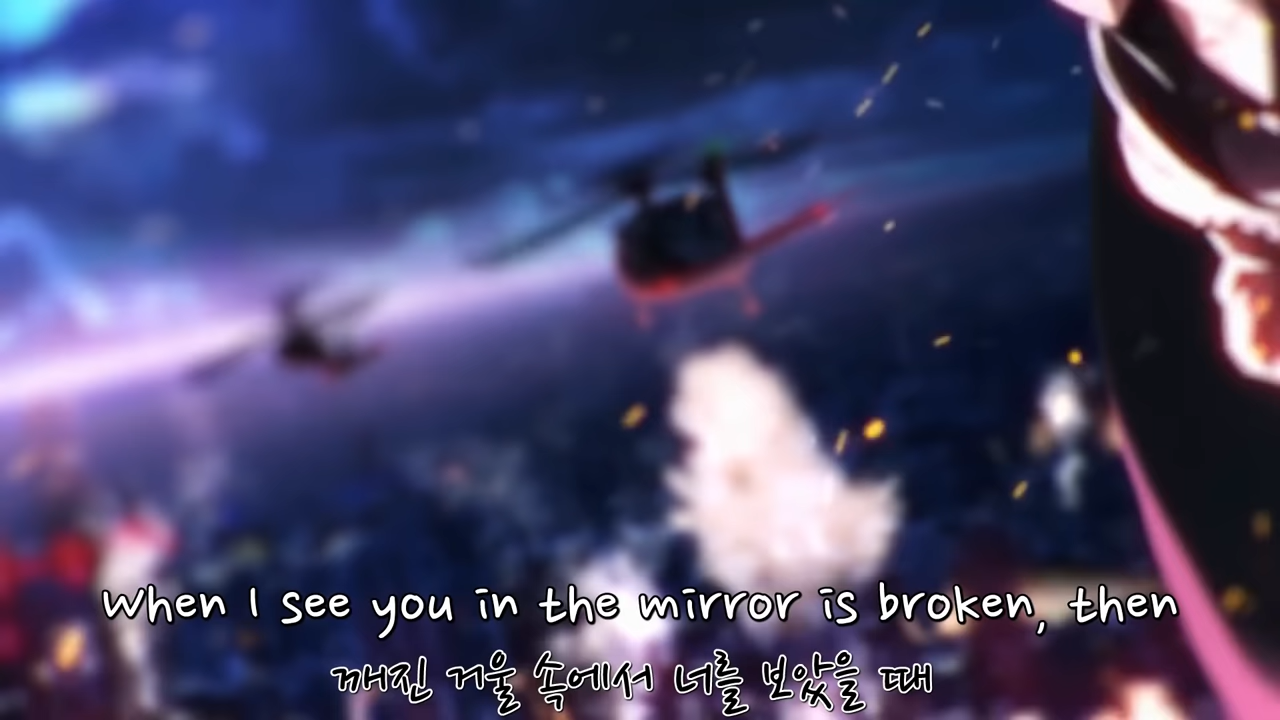 When I see you in the mirror is broken, then
깨진 거울 속에서 너를 보았을 때